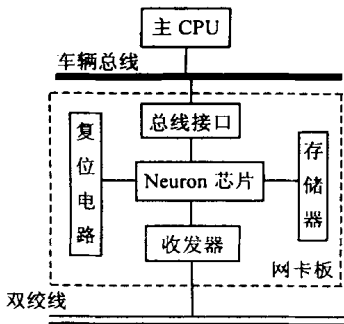 主 CPU
车辆总线
总线接口
复位电路
Neuron 芯片
存储器
收发器
网卡板
双绞线